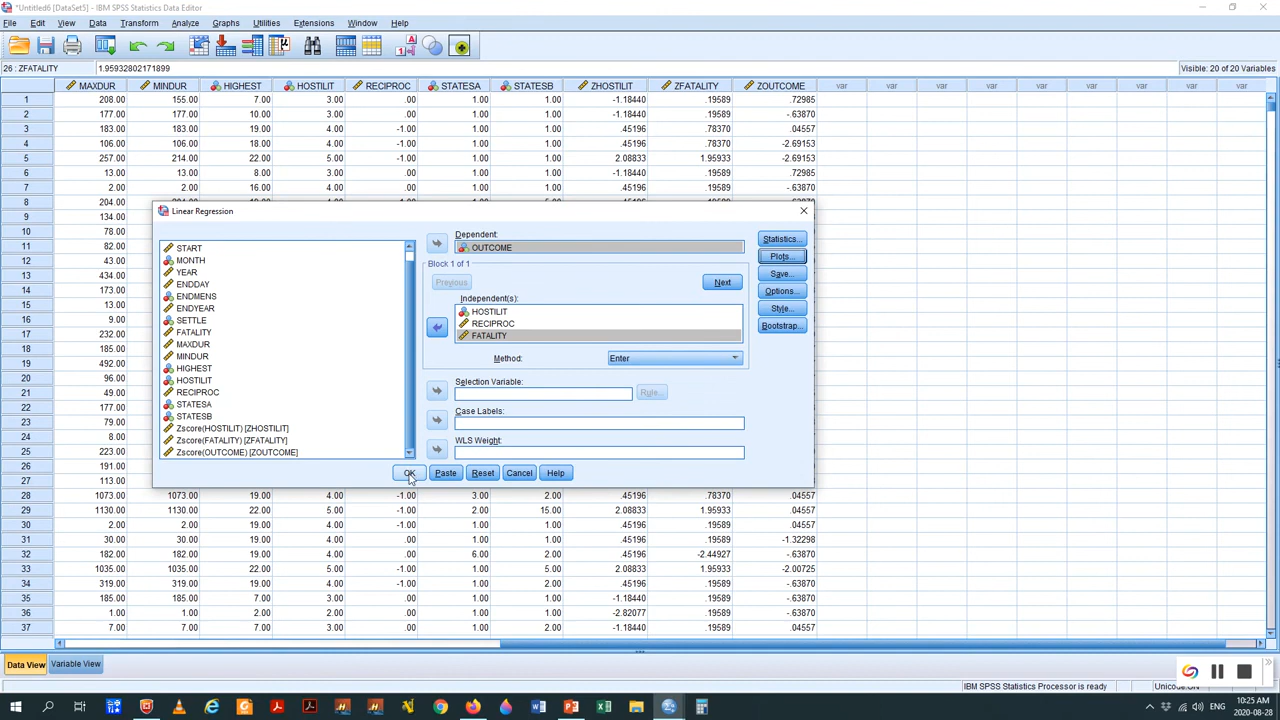 *Untitled6 [DataSet5] - IBM SPSS Statistics Data Editor
File Edit View Data Transform Analyze Graphs Utilities Extensions Window Help
26 : ZFATALITY 1.95932802171899 Visible: 20 of 20 Variables
MAXDUR MINDUR HIGHEST HOSTILIT RECIPROC STATESA STATESB ZHOSTILIT ZFATALITY ZOUTCOME var var var var var var var var var
1 208.00 155.00 7.00 3.00 .00 1.00 1.00 -1.18440 .19589 .72985
2 177.00 177.00 10.00 3.00 .00 1.00 1.00 -1.18440 .19589 -.63870
3 183.00 183.00 19.00 4.00 -1.00 1.00 1.00 .45196 .78370 .04557
4 106.00 106.00 18.00 4.00 -1.00 1.00 1.00 .45196 .19589 -2.69153
5 257.00 214.00 22.00 5.00 -1.00 1.00 1.00 2.08833 1.95933 -2.69153
6 13.00 13.00 8.00 3.00 .00 1.00 1.00 -1.18440 .19589 .72985
7 2.00 2.00 16.00 4.00 -1.00 1.00 1.00 .45196 .19589 -.63870
8 204.00
9 134.00
10 78.00
11 82.00
12 43.00
13 434.00
14 173.00
15 290.00
16 9.00
17 232.00
18 185.00
19 492.00
20 96.00
21 49.00
22 177.00
23 79.00
24 8.00
25 223.00
26 191.00
27 113.00
28 1073.00 1073.00 19.00 4.00 -1.00 3.00 2.00 .45196 .78370 .04557
29 1130.00 1130.00 22.00 5.00 -1.00 2.00 15.00 2.08833 1.95933 .04557
30 2.00 2.00 19.00 4.00 -1.00 1.00 1.00 .45196 .19589 -.63870
31 30.00 30.00 19.00 4.00 .00 1.00 1.00 .45196 .19589 -1.32298
32 182.00 182.00 19.00 4.00 .00 6.00 2.00 .45196 -2.44927 -.63870
33 1035.00 1035.00 22.00 5.00 -1.00 1.00 5.00 2.08833 1.95933 -2.00725
34 319.00 319.00 19.00 4.00 -1.00 1.00 2.00 .45196 .19589 -.63870
35 185.00 185.00 7.00 3.00 .00 1.00 1.00 -1.18440 .19589 -.63870
36 1.00 1.00 2.00 2.00 .00 1.00 1.00 -2.82077 .19589 -.63870
37 7.00 7.00 7.00 3.00 .00 1.00 2.00 -1.18440 .19589 .04557
Linear Regression
START
MONTH
YEAR
ENDDAY
ENDMENS
ENDYEAR
SETTLE
FATALITY
MAXDUR
MINDUR
HIGHEST
HOSTILIT
RECIPROC
STATESA
STATESB
Zscore(HOSTILIT) [ZHOSTILIT]
Zscore(FATALITY) [ZFATALITY]
Zscore(OUTCOME) [ZOUTCOME]
Dependent:
OUTCOME
Block 1 of 1
Previous Next
Independent(s):
HOSTILIT
RECIPROC
FATALITY
Method: Enter
Selection Variable:
Rule...
Case Labels:
WLS Weight:
Statistics...
Plots...
Save...
Options...
Style...
Bootstrap...
OK Paste Reset Cancel Help
Data View Variable View
IBM SPSS Statistics Processor is ready Unicode:ON
ENG
10:25 AM
2020-08-28